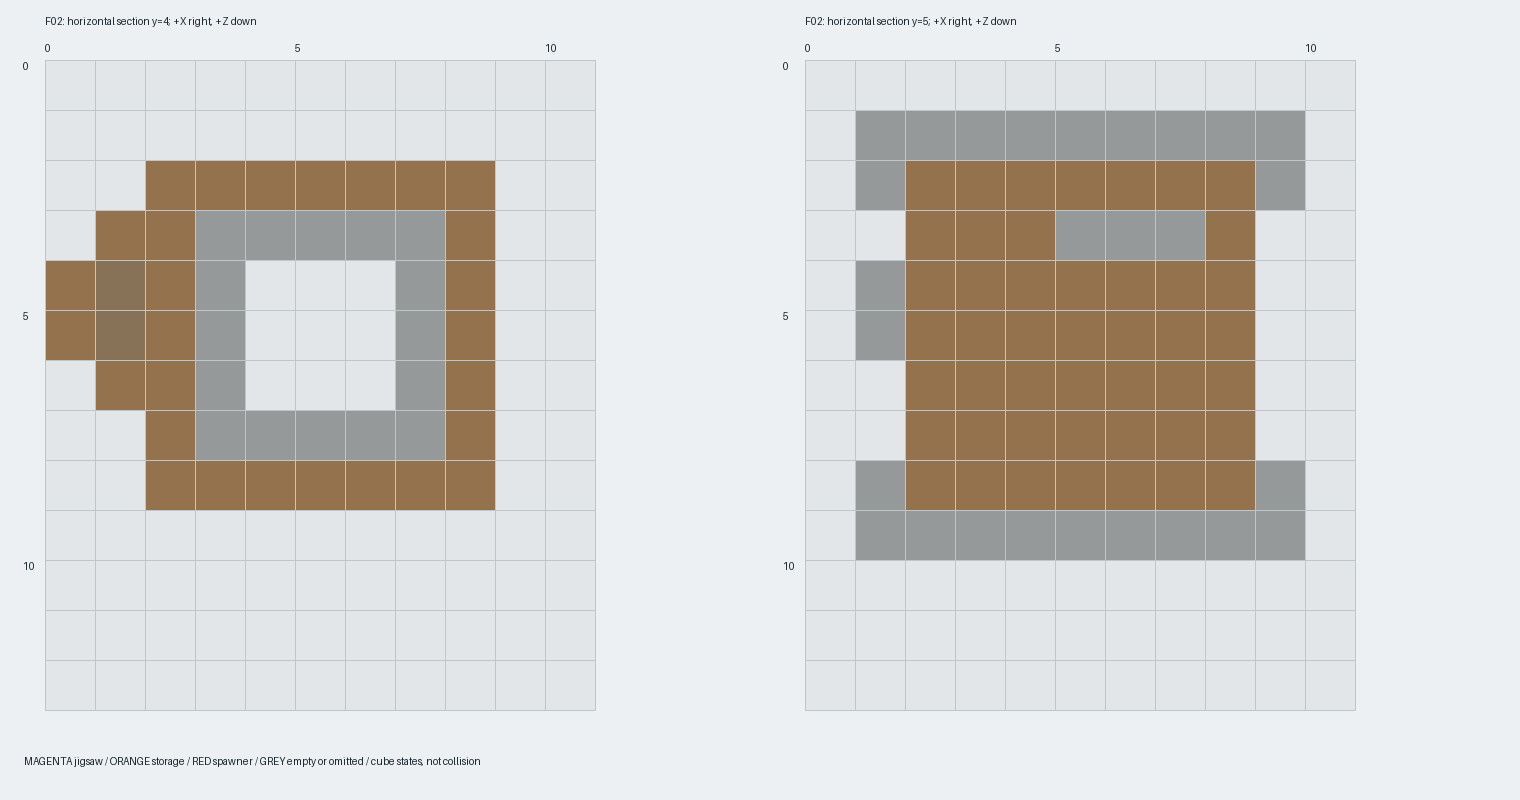 F02: horizontal section y=4; +X right, +Z down
F02: horizontal section y=5; +X right, +Z down
0 5 10
0 5 10
0
0
5
5
10
10
MAGENTA jigsaw / ORANGE storage / RED spawner / GREY empty or omitted / cube states, not collision